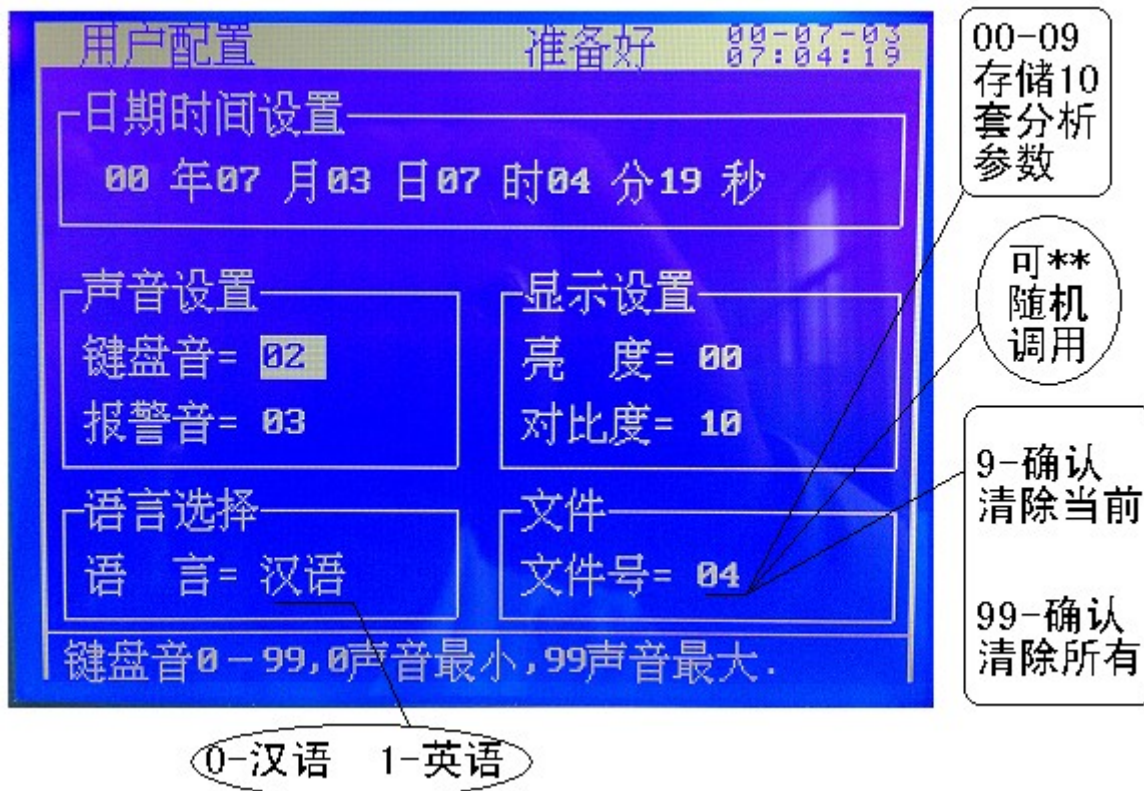 用户配置 准备好 00-07-03
07:04:19
日期时间设置
00 年07 月03 日07 时04 分19 秒
声音设置
键盘音= 02
报警音= 03
显示设置
亮 度= 00
对比度= 10
语言选择
语 言= 汉语
文件
文件号= 04
键盘音0-99,0声音最小,99声音最大.
00-09
存储10
套分析
参数
可**
随机
调用
9-确认
清除当前
99-确认
清除所有
0-汉语 1-英语